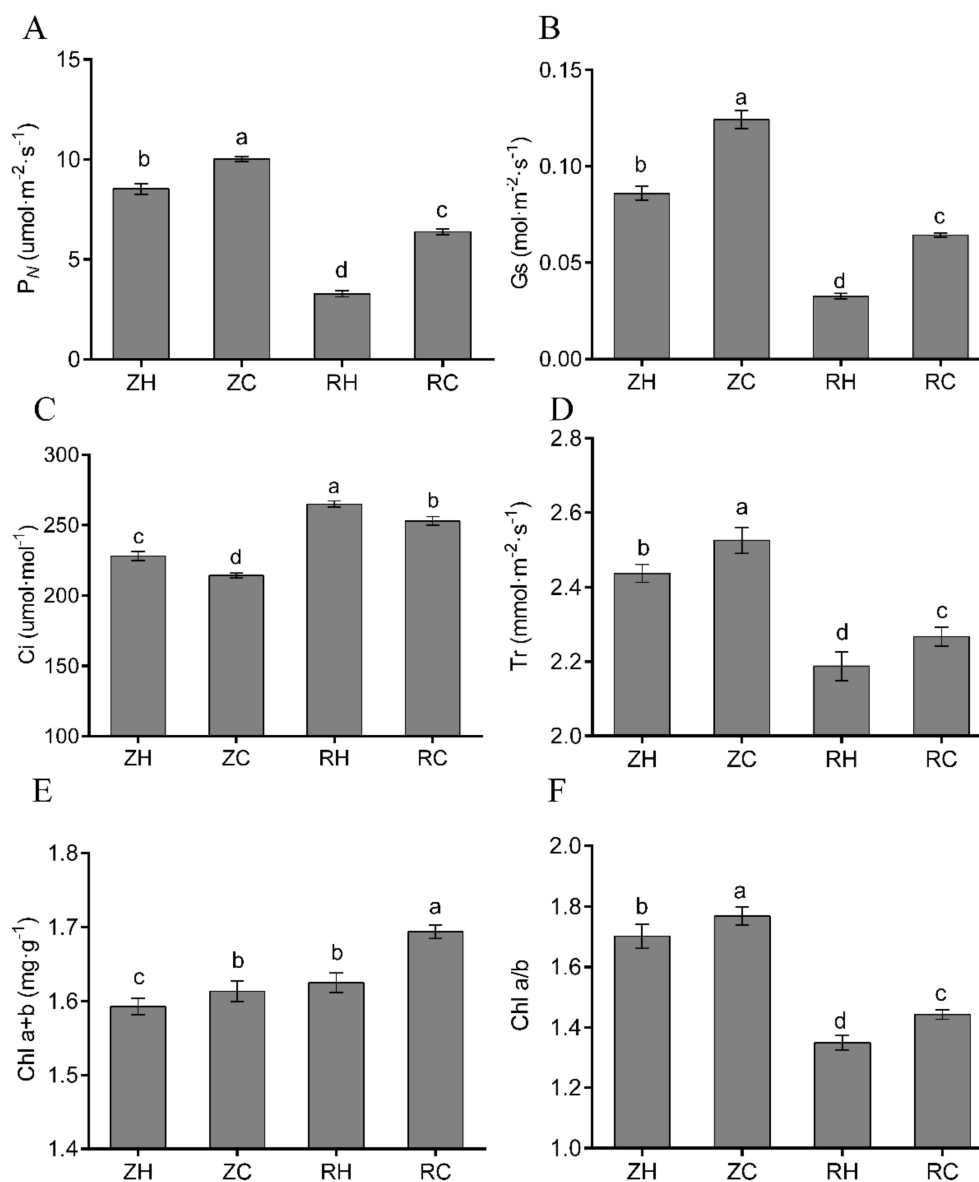 A
P_N (umol·m⁻²·s⁻¹)
15
10
5
0
b
a
d
c
ZH ZC RH RC
B
Gs (mol·m⁻²·s⁻¹)
0.15
0.10
0.05
0.00
b
a
d
c
ZH ZC RH RC
C
Ci (umol·mol⁻¹)
300
250
200
150
100
c
d
a
b
ZH ZC RH RC
D
Tr (mmol·m⁻²·s⁻¹)
2.8
2.6
2.4
2.2
2.0
b
a
d
c
ZH ZC RH RC
E
Chl a+b (mg·g⁻¹)
1.8
1.7
1.6
1.5
1.4
c
b
b
a
ZH ZC RH RC
F
Chl a/b
2.0
1.8
1.6
1.4
1.2
1.0
b
a
d
c
ZH ZC RH RC